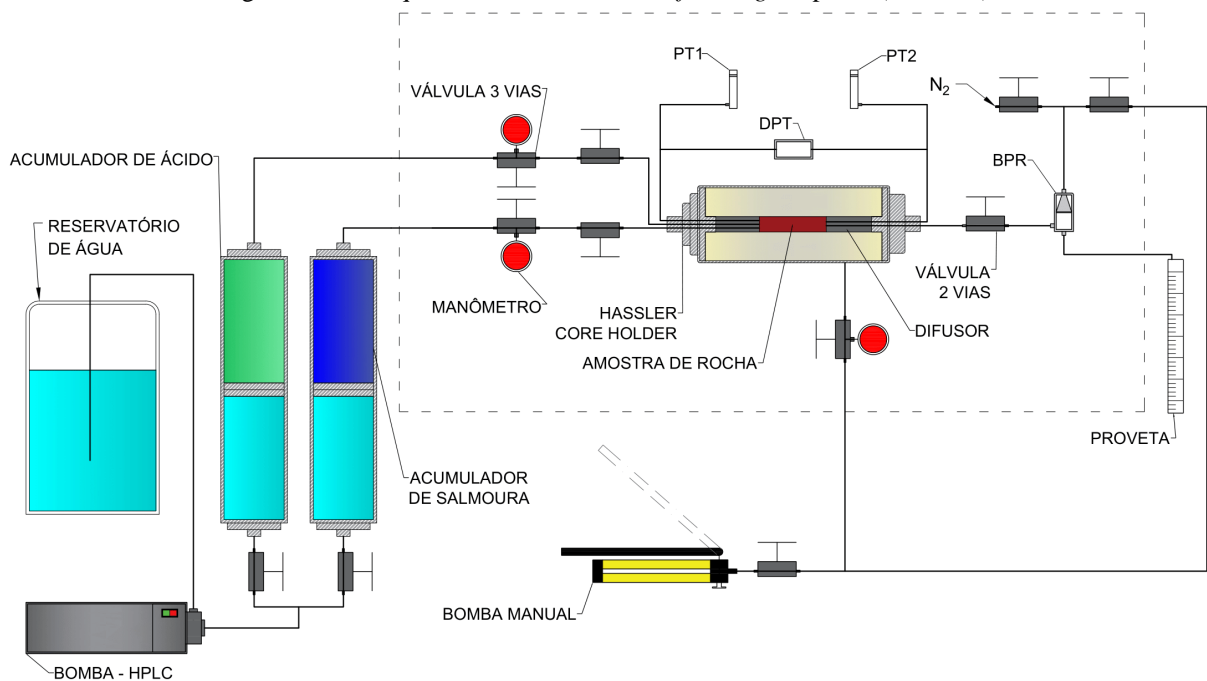 PT1
PT2
N2
VÁLVULA 3 VIAS
DPT
BPR
ACUMULADOR DE ÁCIDO
RESERVATÓRIO
DE ÁGUA
MANÔMETRO
HASSLER
CORE HOLDER
AMOSTRA DE ROCHA
DIFUSOR
VÁLVULA
2 VIAS
PROVETA
ACUMULADOR
DE SALMOURA
BOMBA MANUAL
BOMBA - HPLC